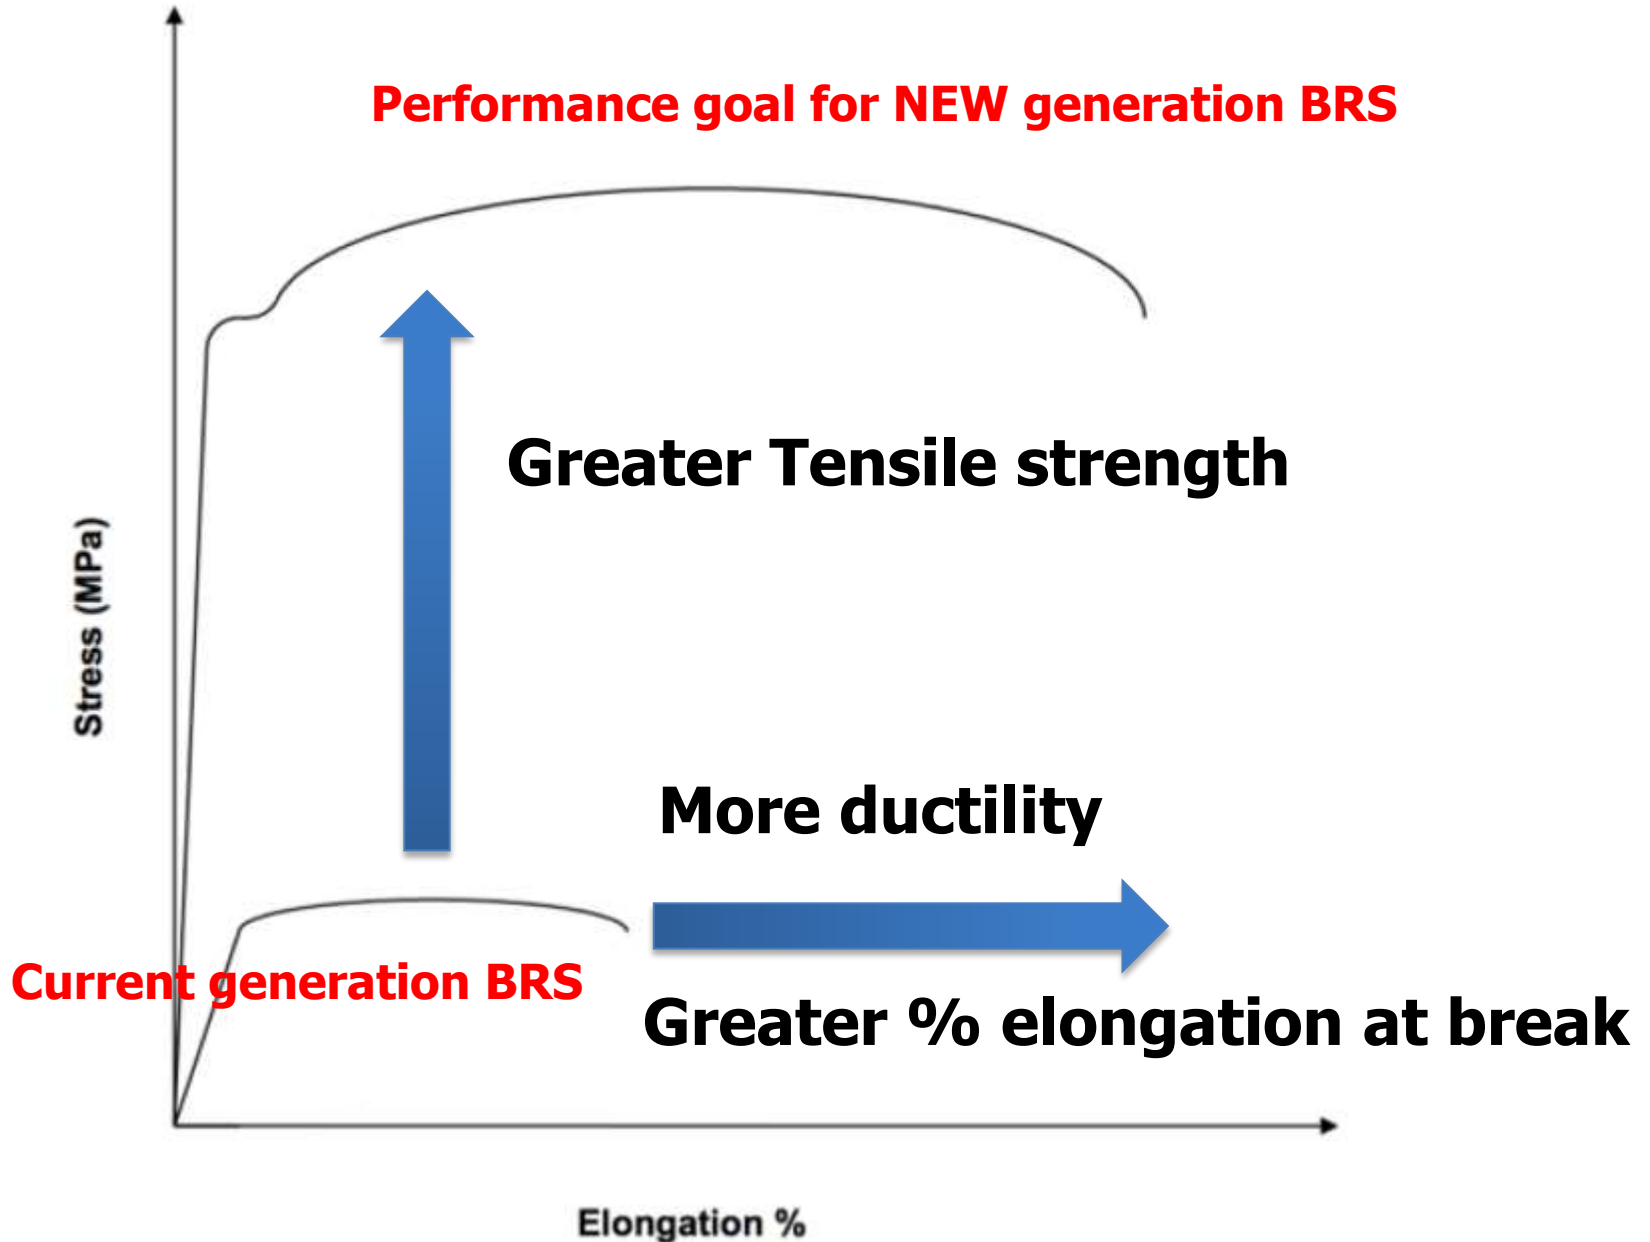 Performance goal for NEW generation BRS
Greater Tensile strength
Stress (MPa)
More ductility
Current generation BRS
Greater % elongation at break
Elongation %